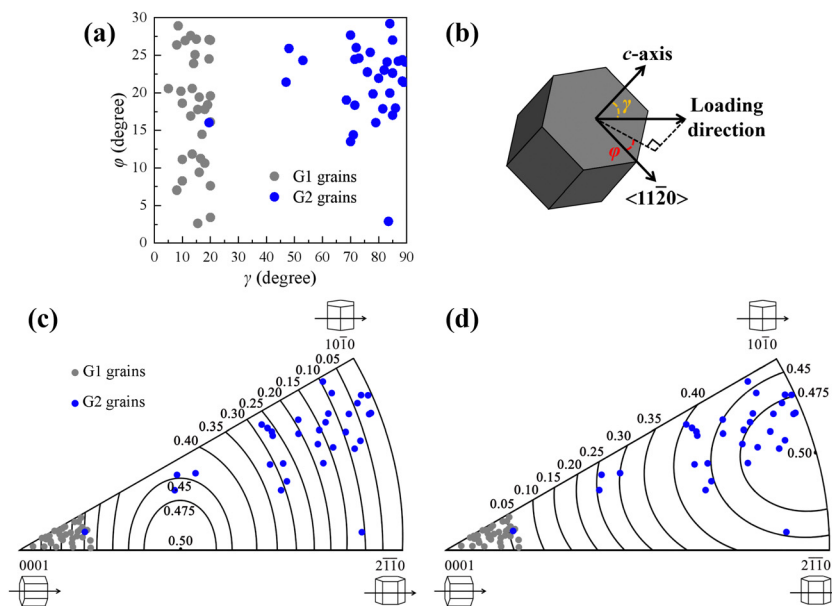 (a)
30
25
20
15
10
5
0
φ (degree)
G1 grains
G2 grains
0 10 20 30 40 50 60 70 80 90
γ (degree)
(b)
c-axis
γ
Loading
direction
φ
<112̅0>
(c)
101̅0
G1 grains
G2 grains
0.05
0.10
0.15
0.20
0.25
0.30
0.35
0.40
0.45
0.475
0.50
0001
21̅1̅0
(d)
101̅0
0.45
0.475
0.40
0.35
0.30
0.25
0.20
0.15
0.10
0.05
0.50
0001
21̅1̅0